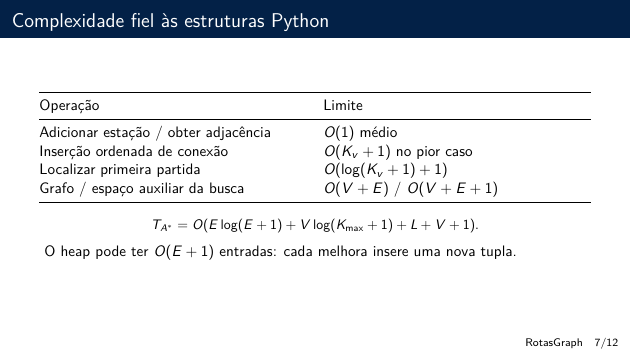 Complexidade fiel às estruturas Python
Operação Limite
Adicionar estação / obter adjacência O(1) médio
Inserção ordenada de conexão O(K_v + 1) no pior caso
Localizar primeira partida O(log(K_v + 1) + 1)
Grafo / espaço auxiliar da busca O(V + E) / O(V + E + 1)
T_{A*} = O(E log(E + 1) + V log(K_max + 1) + L + V + 1).
O heap pode ter O(E + 1) entradas: cada melhora insere uma nova tupla.
RotasGraph 7/12